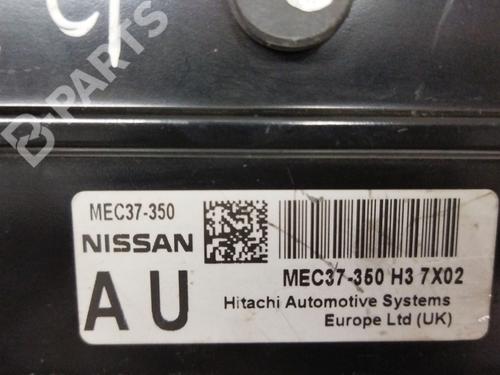 B-PARTS
MEC37-350
NISSAN
AU
MEC37-350 H3 7X02
Hitachi Automotive Systems
Europe Ltd (UK)